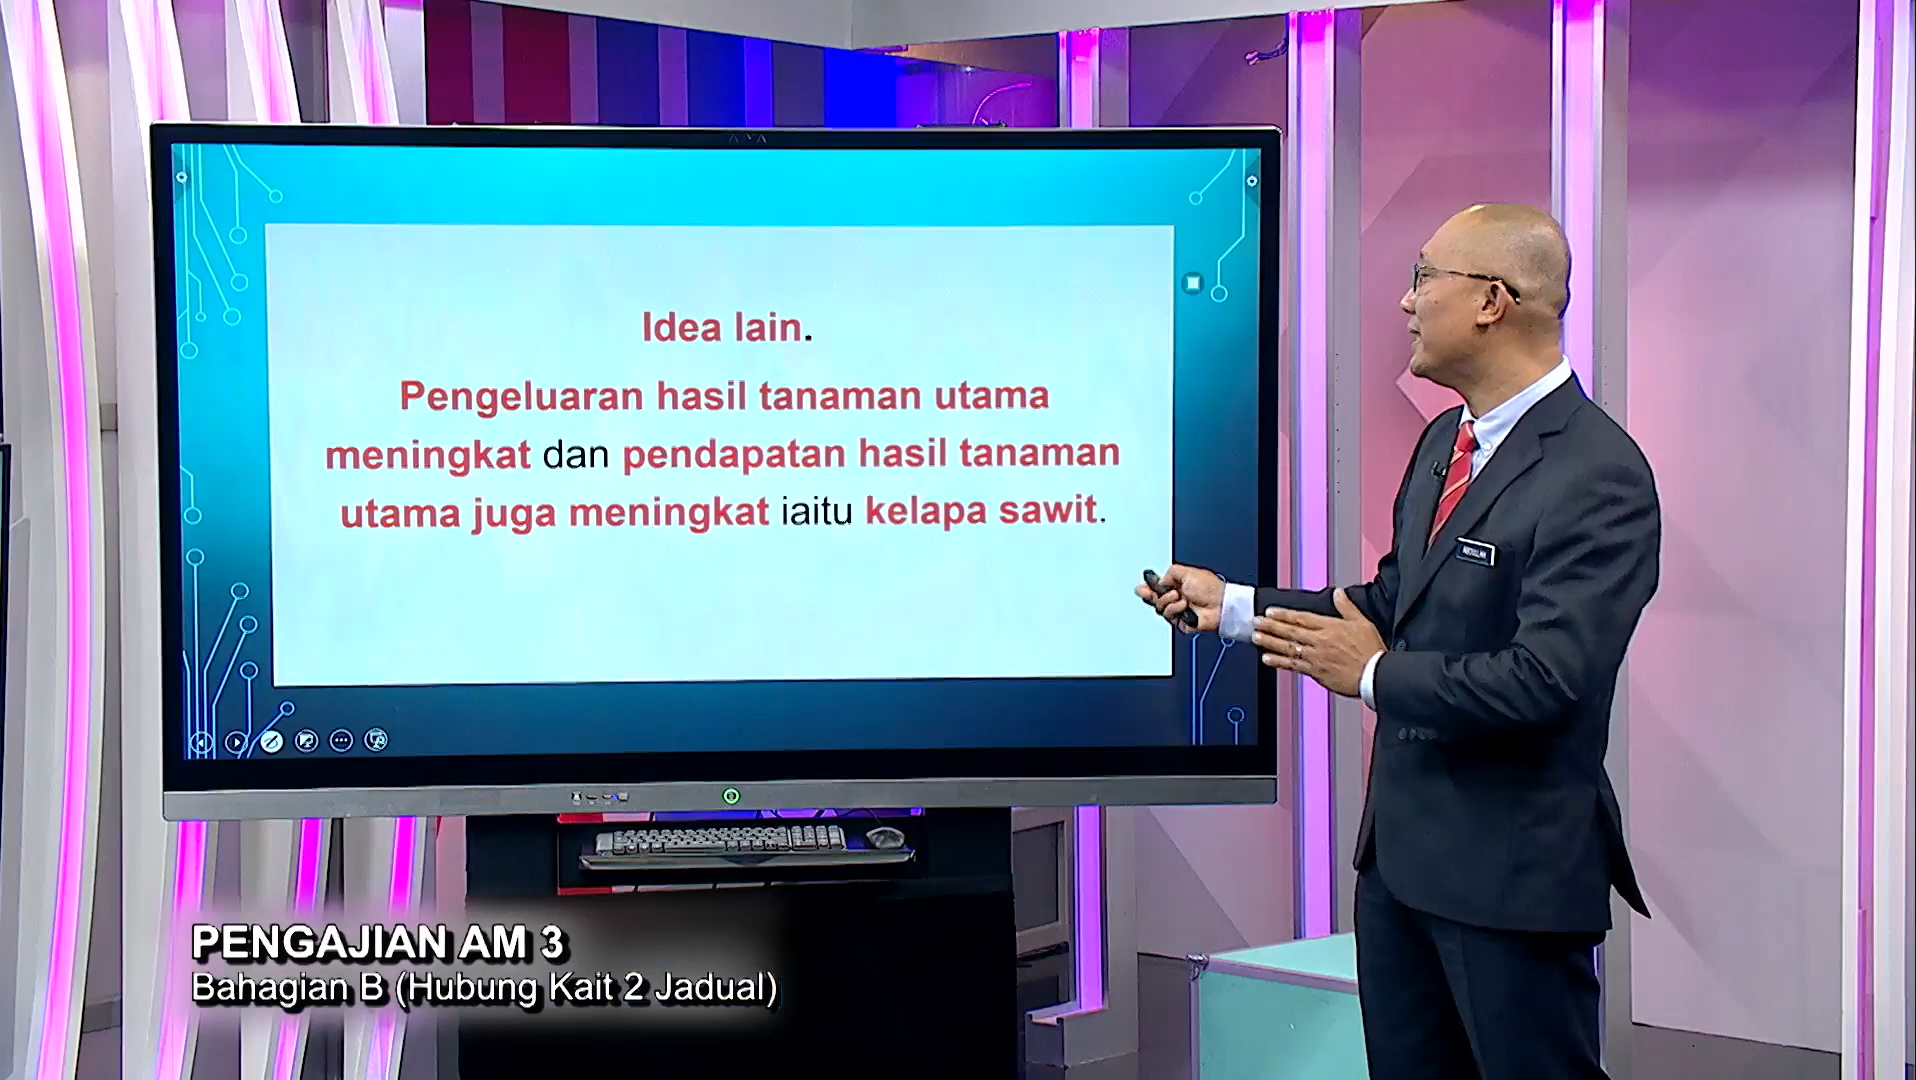 Idea lain.
Pengeluaran hasil tanaman utama
meningkat dan pendapatan hasil tanaman
utama juga meningkat iaitu kelapa sawit.
PENGAJIAN AM 3
Bahagian B (Hubung Kait 2 Jadual)